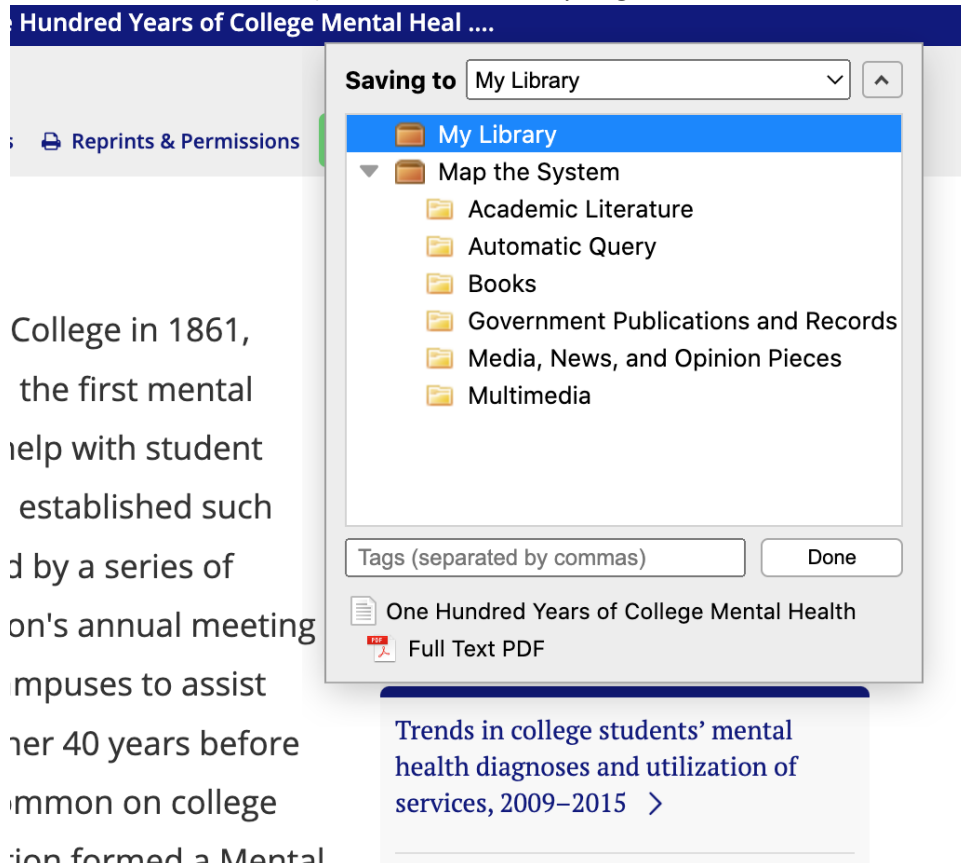 Hundred Years of College Mental Heal ....
Reprints & Permissions
Saving to My Library
My Library
Map the System
Academic Literature
Automatic Query
Books
Government Publications and Records
Media, News, and Opinion Pieces
Multimedia
Tags (separated by commas) Done
One Hundred Years of College Mental Health
PDF Full Text PDF
College in 1861,
the first mental
help with student
established such
by a series of
annual meeting
to assist
40 years before
on college
formed a Mental
Trends in college students’ mental
health diagnoses and utilization of
services, 2009–2015